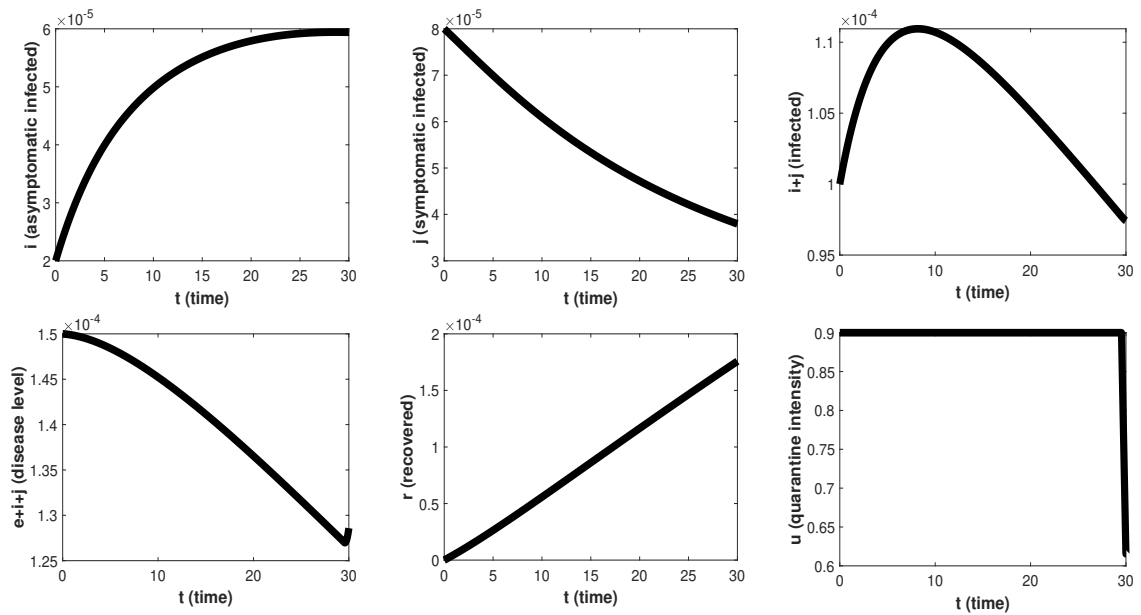 ×10^-5
6
5
4
3
2
0 5 10 15 20 25 30
t (time)
i (asymptomatic infected)
×10^-5
8
7
6
5
4
3
0 5 10 15 20 25 30
t (time)
j (symptomatic infected)
×10^-4
1.1
1.05
1
0.95
0 10 20 30
t (time)
i+j (infected)
×10^-4
1.5
1.45
1.4
1.35
1.3
1.25
0 10 20 30
t (time)
e+i+j (disease level)
×10^-4
2
1.5
1
0.5
0
0 5 10 15 20 25 30
t (time)
r (recovered)
0.9
0.85
0.8
0.75
0.7
0.65
0.6
0 10 20 30
t (time)
u (quarantine intensity)